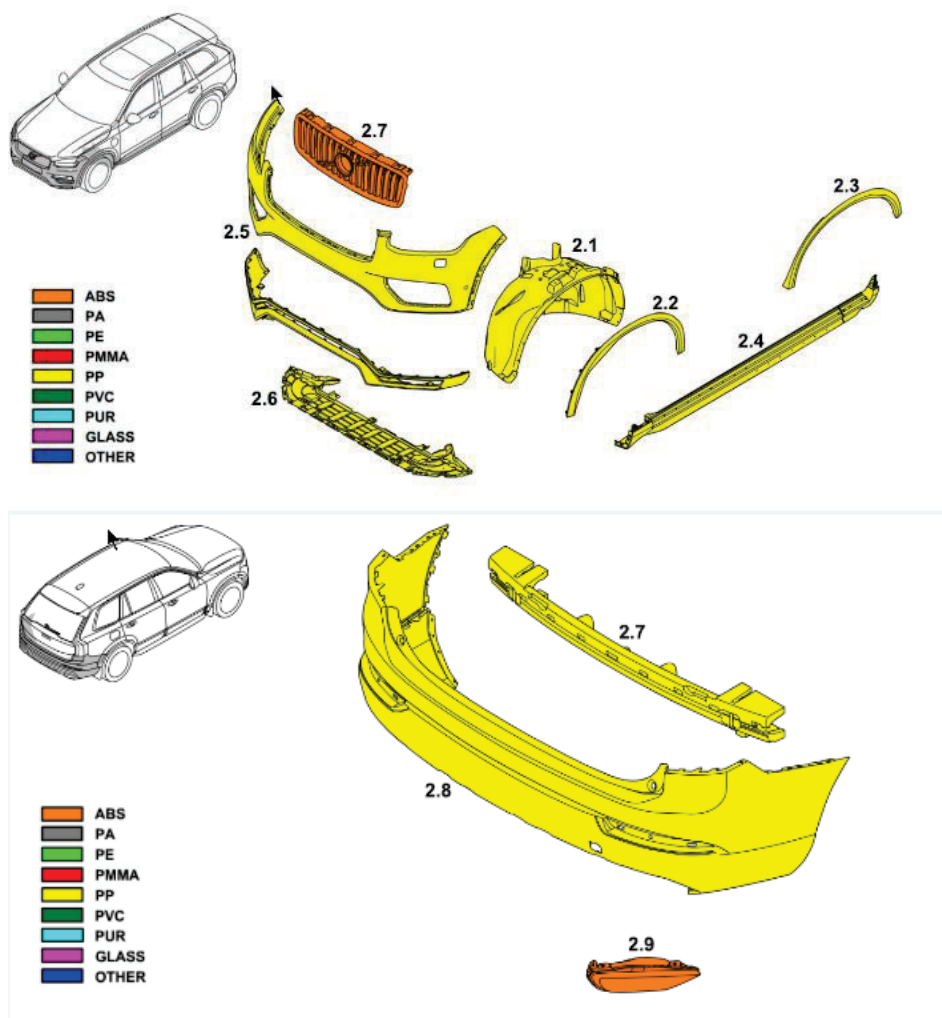 2.7
2.3
2.5
2.1
2.2
2.4
2.6
ABS
PA
PE
PMMA
PP
PVC
PUR
GLASS
OTHER
2.7
2.8
2.9
ABS
PA
PE
PMMA
PP
PVC
PUR
GLASS
OTHER